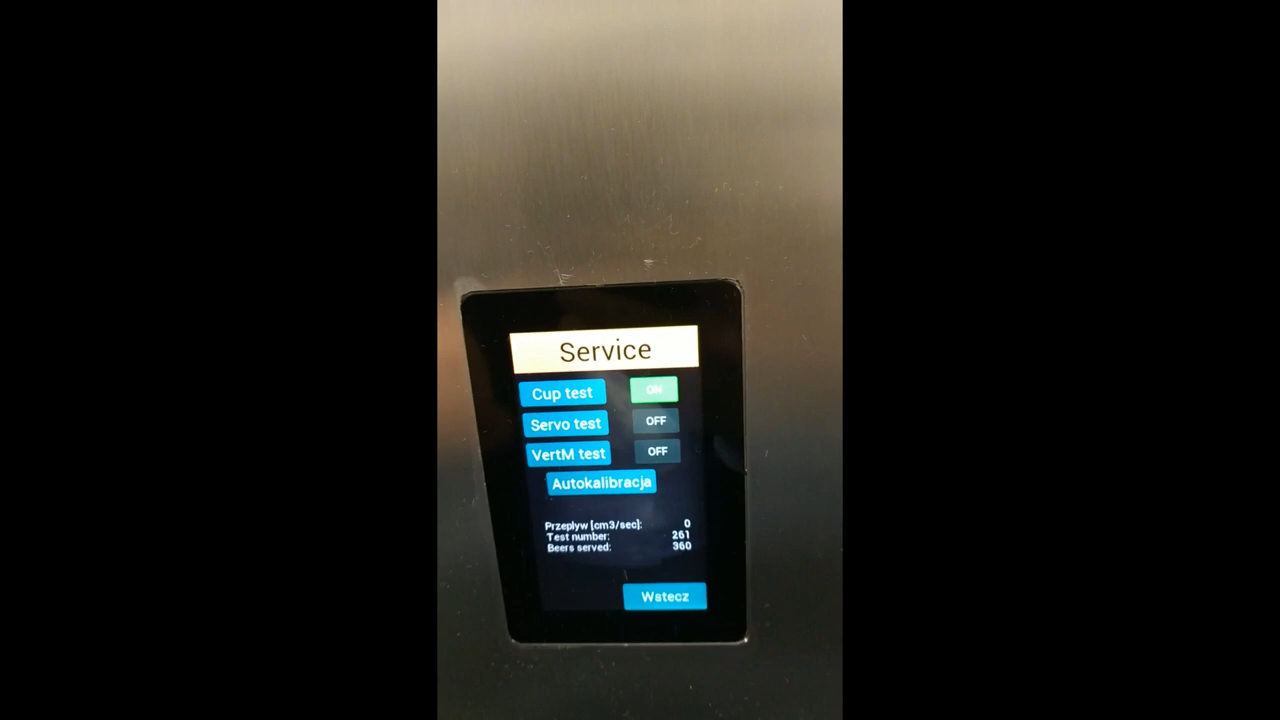 Service
Cup test ON
Servo test OFF
VertM test OFF
Autokalibracja
Przeplyw [cm3/sec]: 0
Test number: 261
Beers served: 360
Wstecz